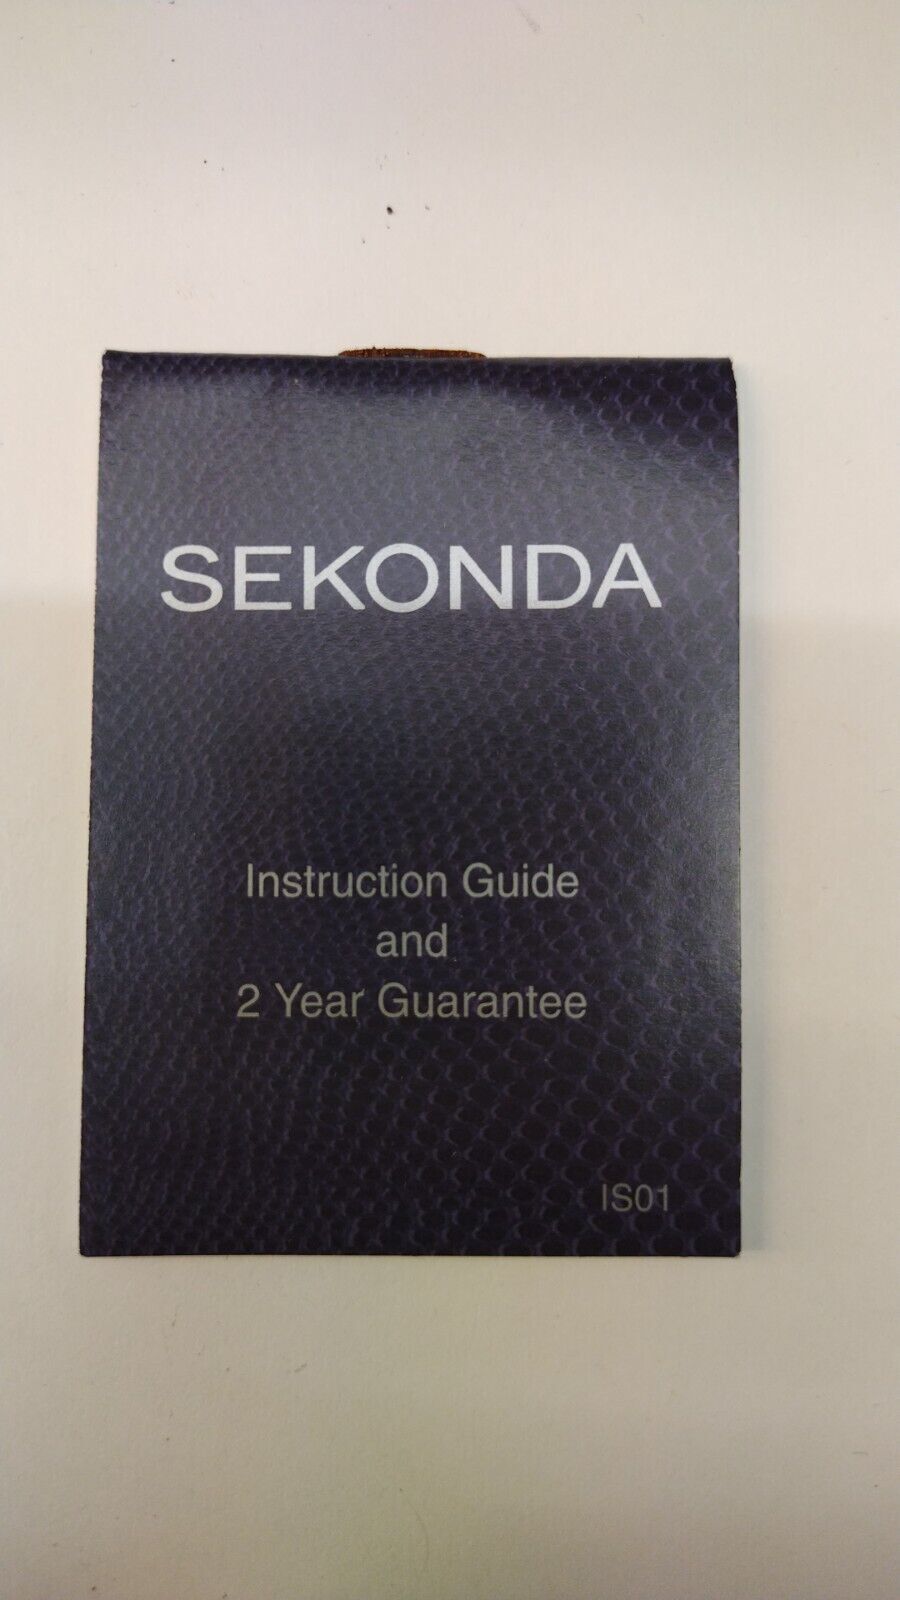 SEKONDA
Instruction Guide
and
2 Year Guarantee
IS01